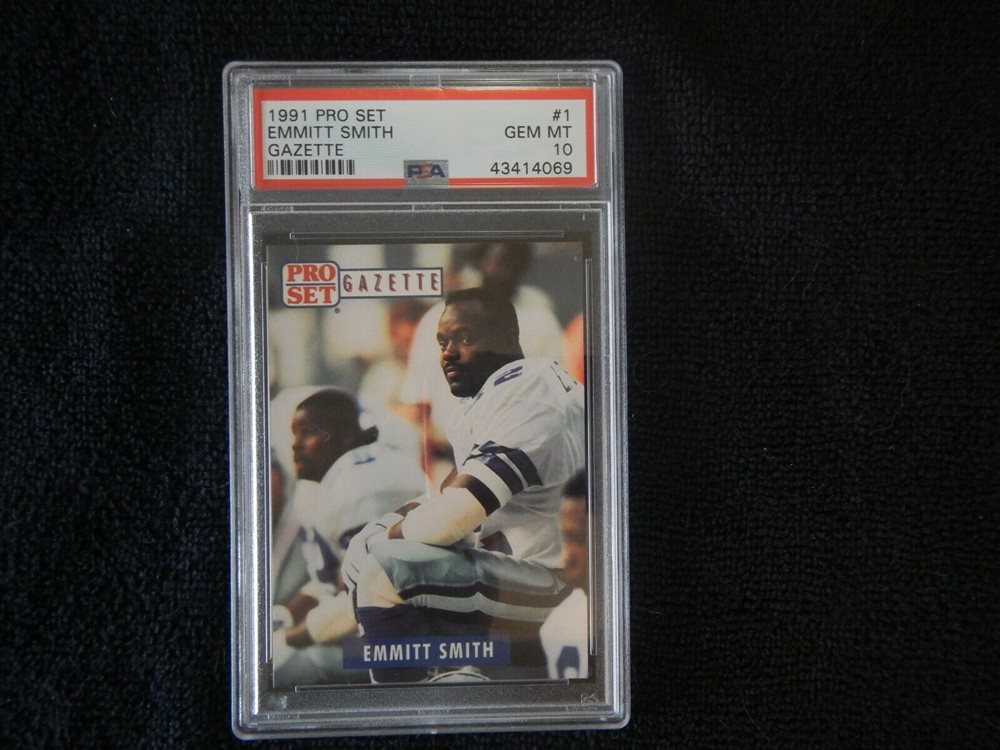 1991 PRO SET #1
EMMITT SMITH GEM MT
GAZETTE 10
PSA 43414069
PRO
SET
GAZETTE
EMMITT SMITH